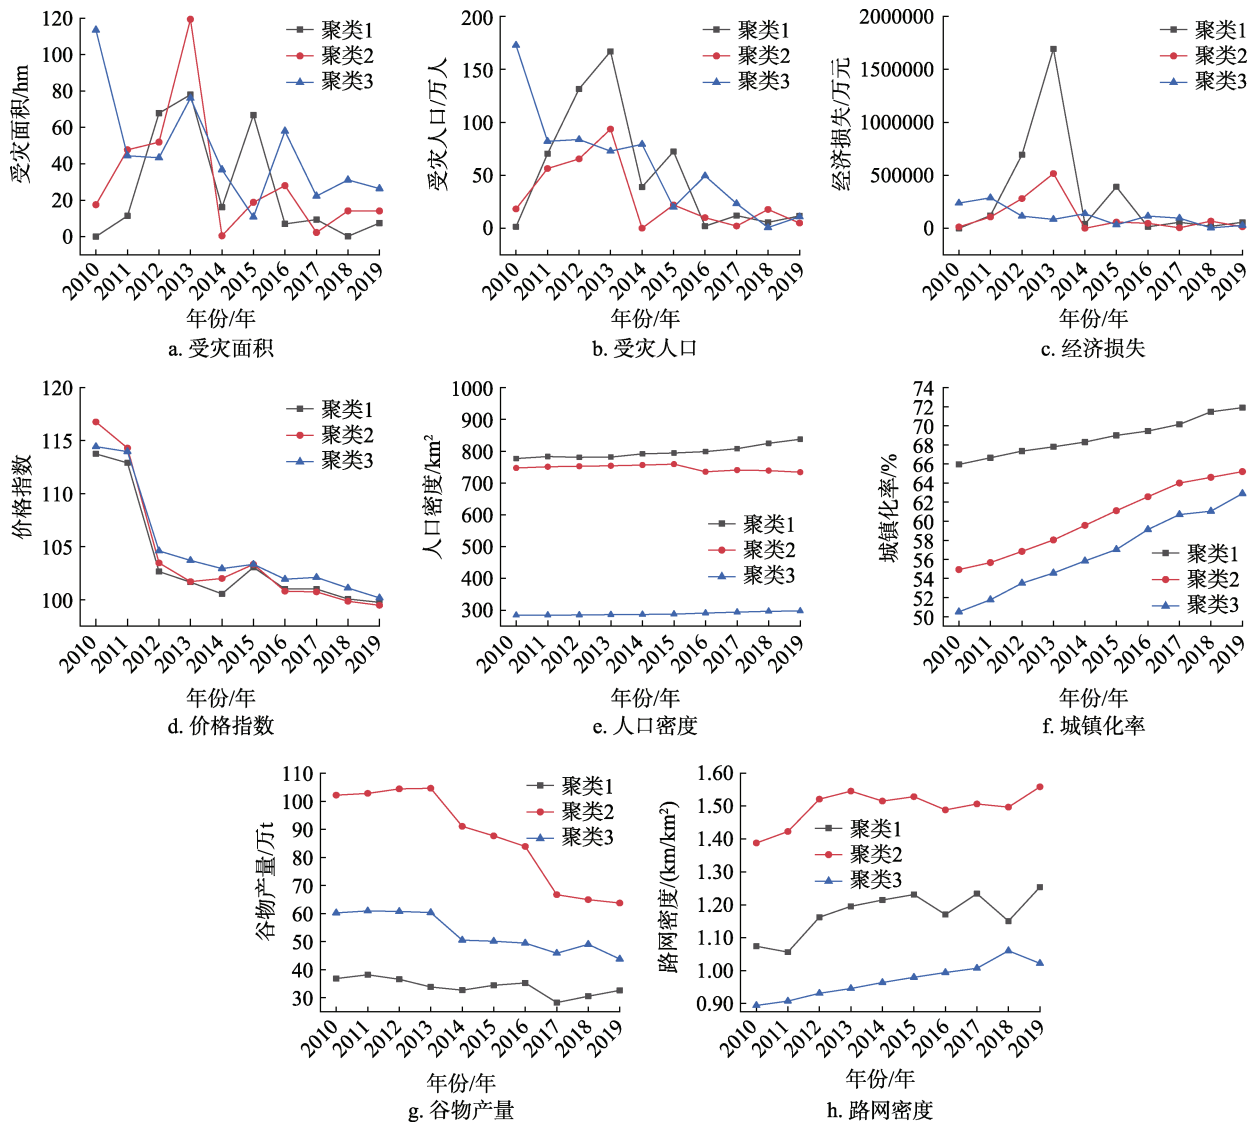 120
100
80
60
40
20
0
受灾面积/hm
聚类1
聚类2
聚类3
2010 2011 2012 2013 2014 2015 2016 2017 2018 2019
年份/年
a. 受灾面积
200
150
100
50
0
受灾人口/万人
聚类1
聚类2
聚类3
2010 2011 2012 2013 2014 2015 2016 2017 2018 2019
年份/年
b. 受灾人口
2000000
1500000
1000000
500000
0
经济损失/万元
聚类1
聚类2
聚类3
2010 2011 2012 2013 2014 2015 2016 2017 2018 2019
年份/年
c. 经济损失
120
115
110
105
100
价格指数
聚类1
聚类2
聚类3
2010 2011 2012 2013 2014 2015 2016 2017 2018 2019
年份/年
d. 价格指数
1000
900
800
700
600
500
400
300
人口密度/km²
聚类1
聚类2
聚类3
2010 2011 2012 2013 2014 2015 2016 2017 2018 2019
年份/年
e. 人口密度
74
72
70
68
66
64
62
60
58
56
54
52
50
城镇化率/%
聚类1
聚类2
聚类3
2010 2011 2012 2013 2014 2015 2016 2017 2018 2019
年份/年
f. 城镇化率
110
100
90
80
70
60
50
40
30
谷物产量/万t
聚类1
聚类2
聚类3
2010 2011 2012 2013 2014 2015 2016 2017 2018 2019
年份/年
g. 谷物产量
1.60
1.50
1.40
1.30
1.20
1.10
1.00
0.90
路网密度/(km/km²)
聚类1
聚类2
聚类3
2010 2011 2012 2013 2014 2015 2016 2017 2018 2019
年份/年
h. 路网密度